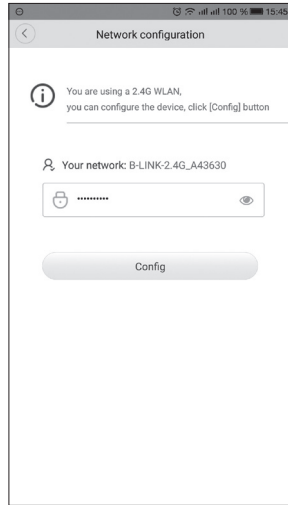 100 % 15:45
Network configuration
You are using a 2.4G WLAN,
you can configure the device, click [Config] button
Your network: B-LINK-2.4G_A43630
••••••••••
Config